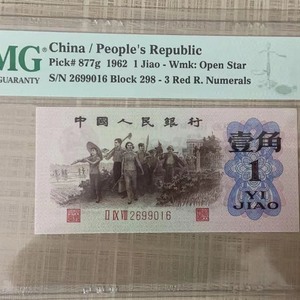 MG
GUARANTY
China / People's Republic
Pick# 877g 1962 1 Jiao - Wmk: Open Star
S/N 2699016 Block 298 - 3 Red R. Numerals
中国人民银行
壹角
1
YI
JIAO
II IX VIII 2699016